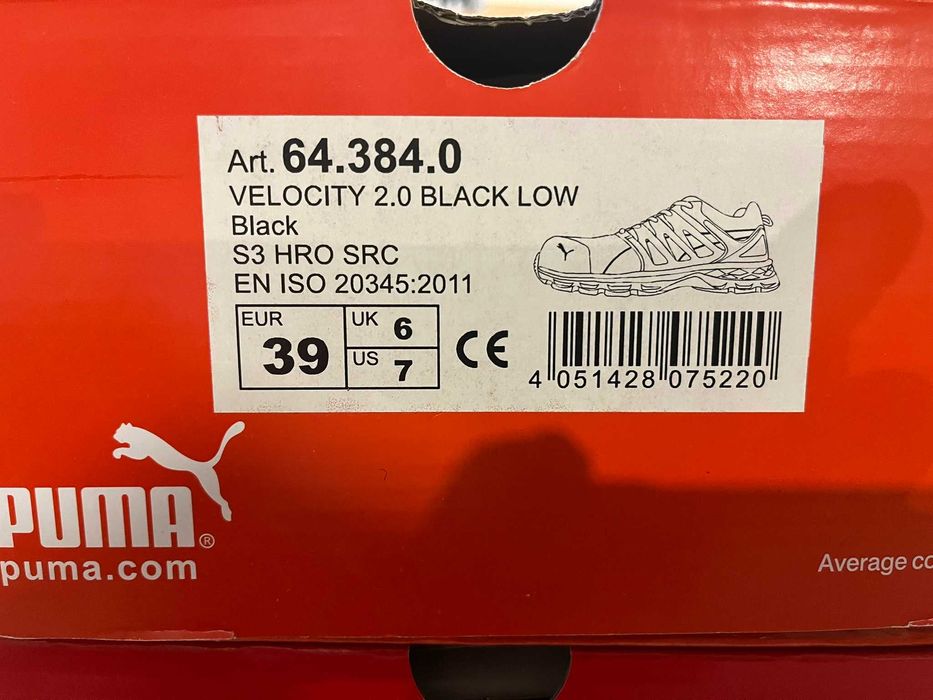 Art. 64.384.0
VELOCITY 2.0 BLACK LOW
Black
S3 HRO SRC
EN ISO 20345:2011
EUR 39
UK 6
US 7
CE
4 051428 075220
PUMA®
puma.com
Average